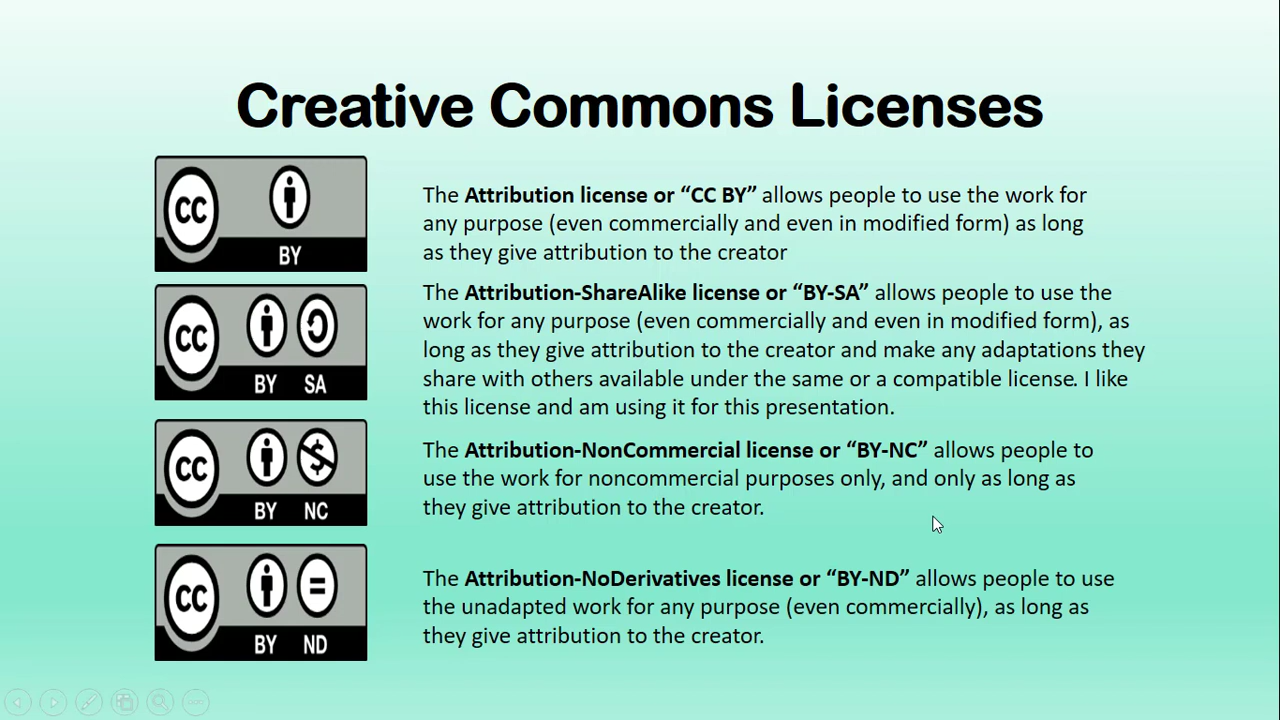 Creative Commons Licenses
CC
BY
The Attribution license or “CC BY” allows people to use the work for
any purpose (even commercially and even in modified form) as long
as they give attribution to the creator
CC
BY SA
The Attribution-ShareAlike license or “BY-SA” allows people to use the
work for any purpose (even commercially and even in modified form), as
long as they give attribution to the creator and make any adaptations they
share with others available under the same or a compatible license. I like
this license and am using it for this presentation.
CC
$
BY NC
The Attribution-NonCommercial license or “BY-NC” allows people to
use the work for noncommercial purposes only, and only as long as
they give attribution to the creator.
CC
=
BY ND
The Attribution-NoDerivatives license or “BY-ND” allows people to use
the unadapted work for any purpose (even commercially), as long as
they give attribution to the creator.